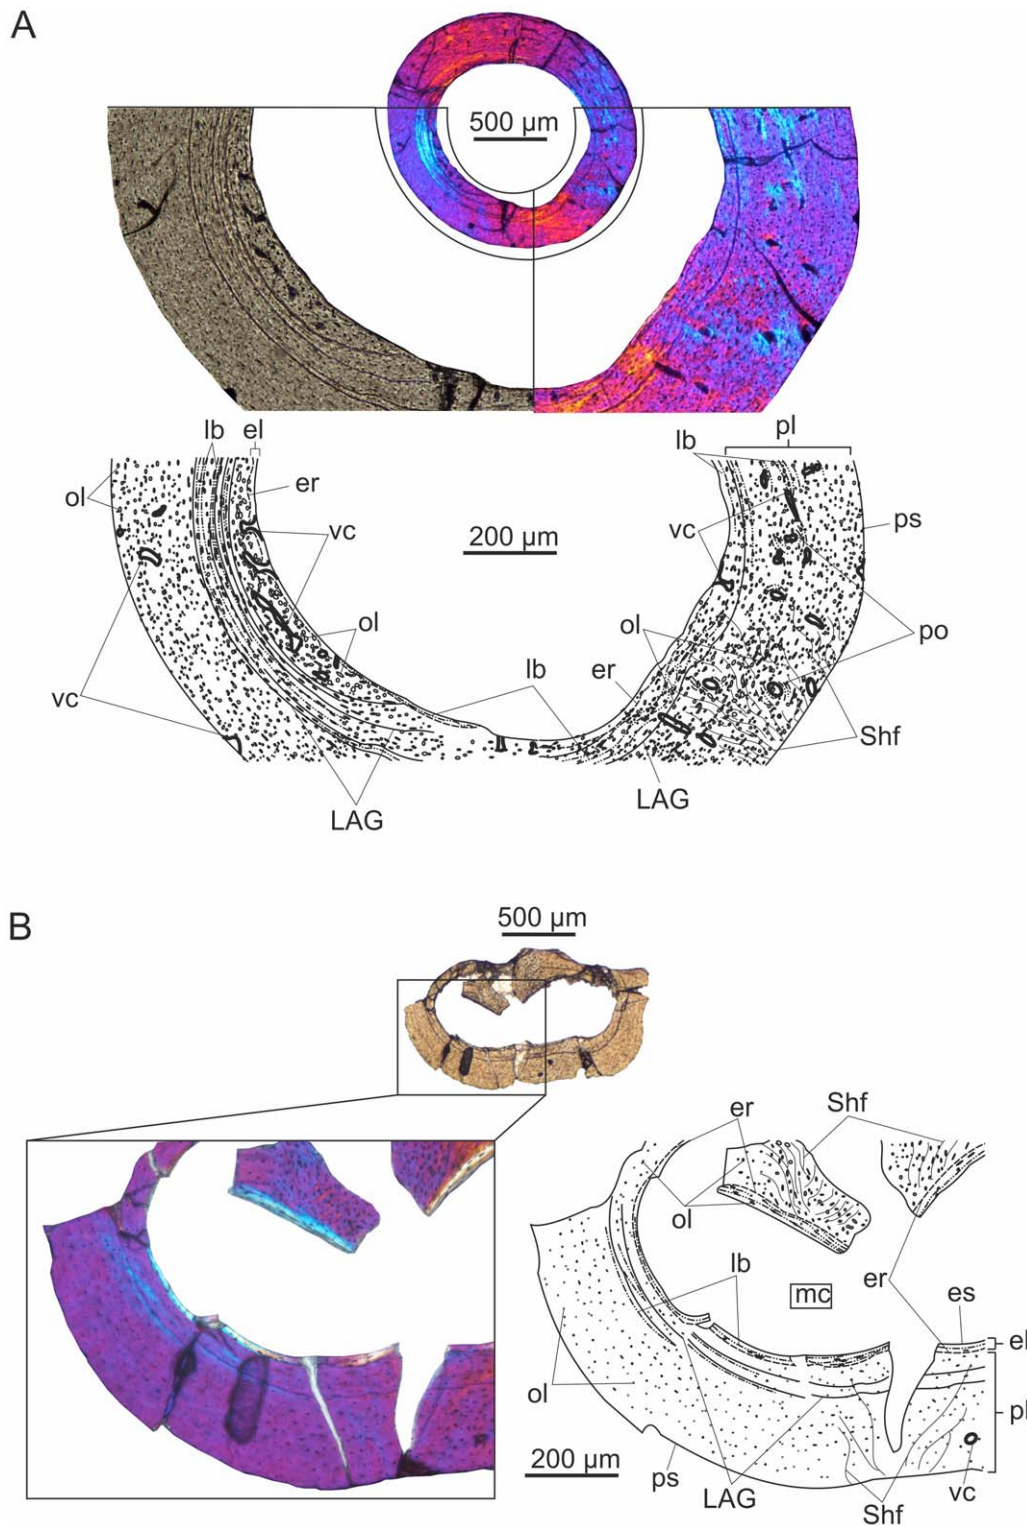 A
500 µm
lb el
pl
lb
ol
er
vc
vc
ps
200 µm
ol
ol
po
lb
er
vc
Shf
LAG
LAG
B
500 µm
er
Shf
ol
lb
mc
er
es
el
ol
pl
200 µm
ps
LAG
Shf
vc